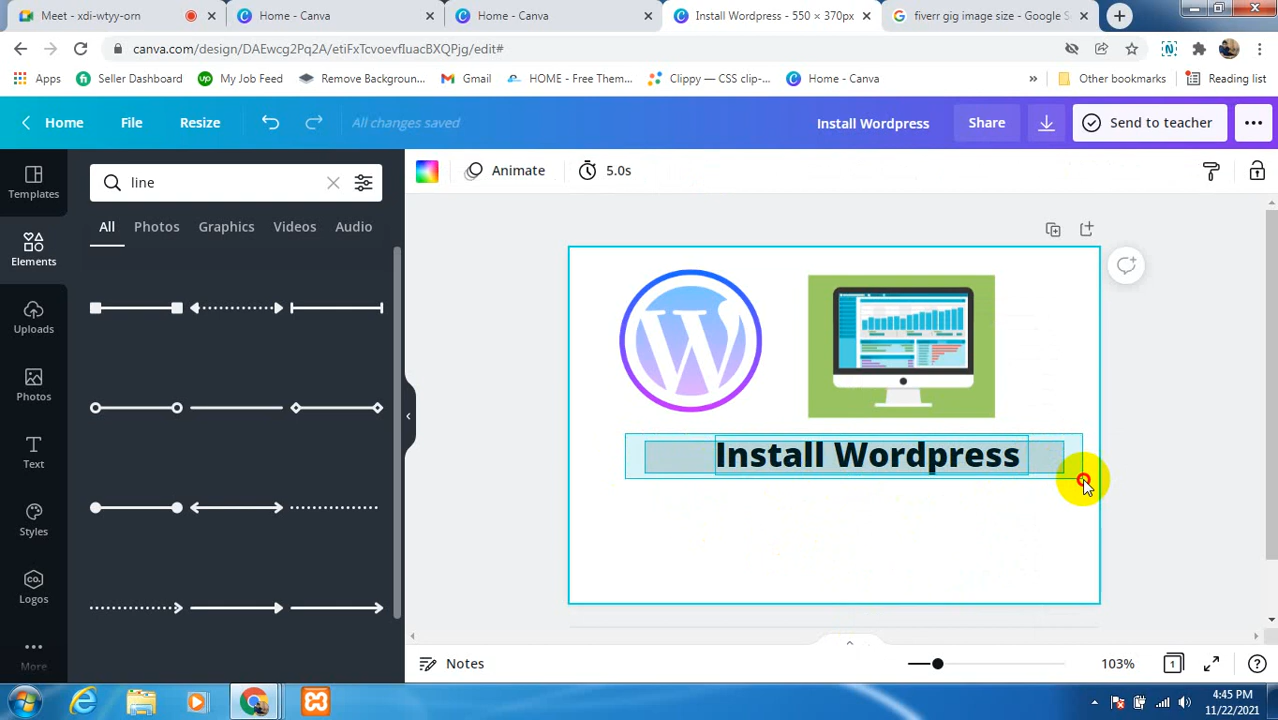 Meet - xdi-wtyy-orn
Home - Canva
Home - Canva
Install Wordpress - 550 × 370px
fiverr gig image size - Google S
canva.com/design/DAEwcg2Pq2A/etiFxTcvoevfIuacBXQPjg/edit#
Apps
Seller Dashboard
My Job Feed
Remove Backgroun...
Gmail
HOME - Free Them...
Clippy — CSS clip-...
Home - Canva
»
Other bookmarks
Reading list
Home
File
Resize
All changes saved
Install Wordpress
Share
Send to teacher
Templates
Elements
Uploads
Photos
Text
Styles
CO.
Logos
More
line
All
Photos
Graphics
Videos
Audio
Animate
5.0s
W
Install Wordpress
Notes
103%
1
?
4:45 PM
11/22/2021